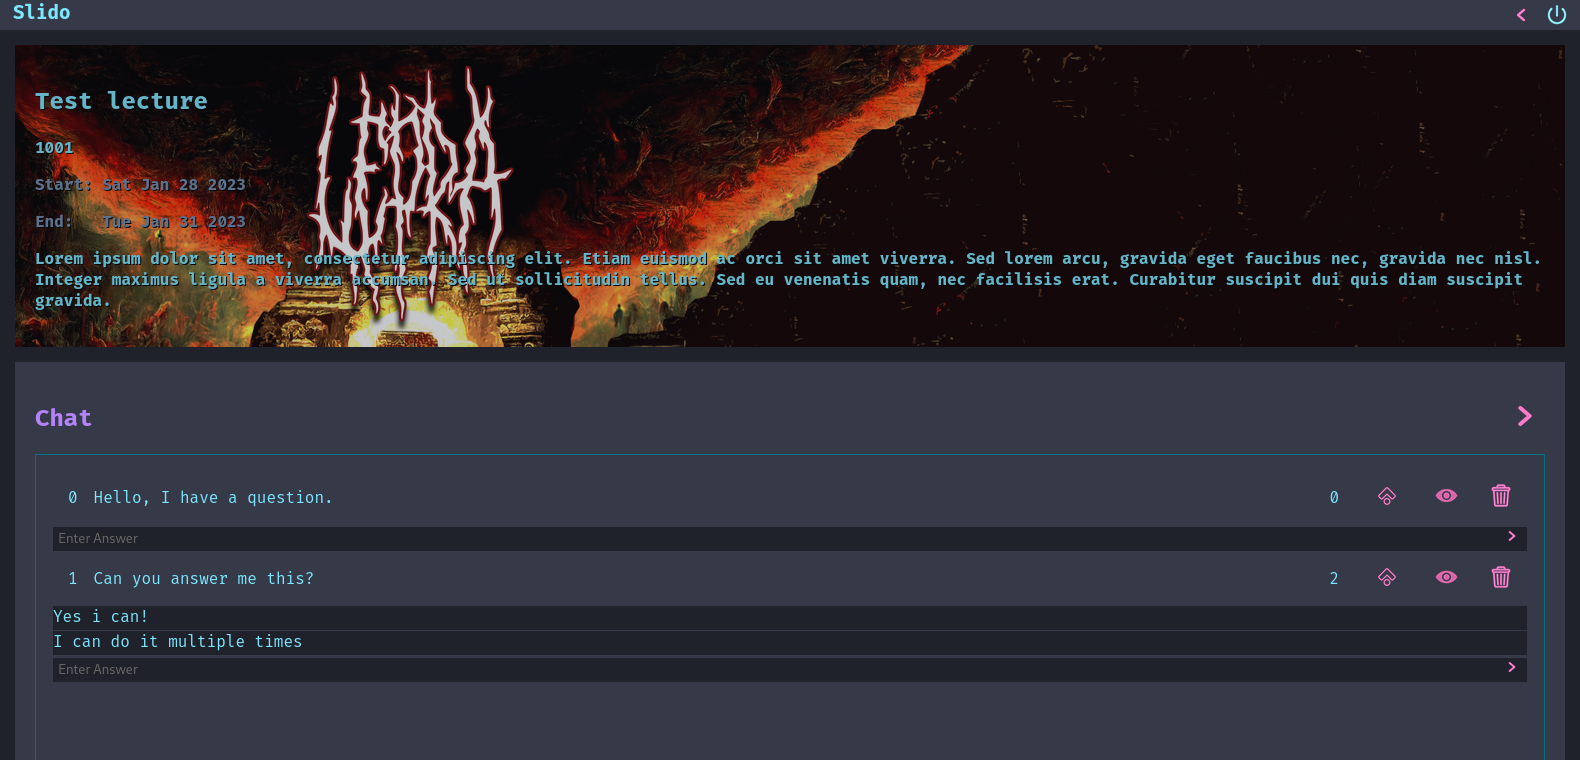 Slido
Test lecture
LEPRA
1001
Start: Sat Jan 28 2023
End: Tue Jan 31 2023
Lorem ipsum dolor sit amet, consectetur adipiscing elit. Etiam euismod ac orci sit amet viverra. Sed lorem arcu, gravida eget faucibus nec, gravida nec nisl.
Integer maximus ligula a viverra accumsan. Sed ut sollicitudin tellus. Sed eu venenatis quam, nec facilisis erat. Curabitur suscipit dui quis diam suscipit
gravida.
Chat
0 Hello, I have a question. 0
Enter Answer
1 Can you answer me this? 2
Yes i can!
I can do it multiple times
Enter Answer